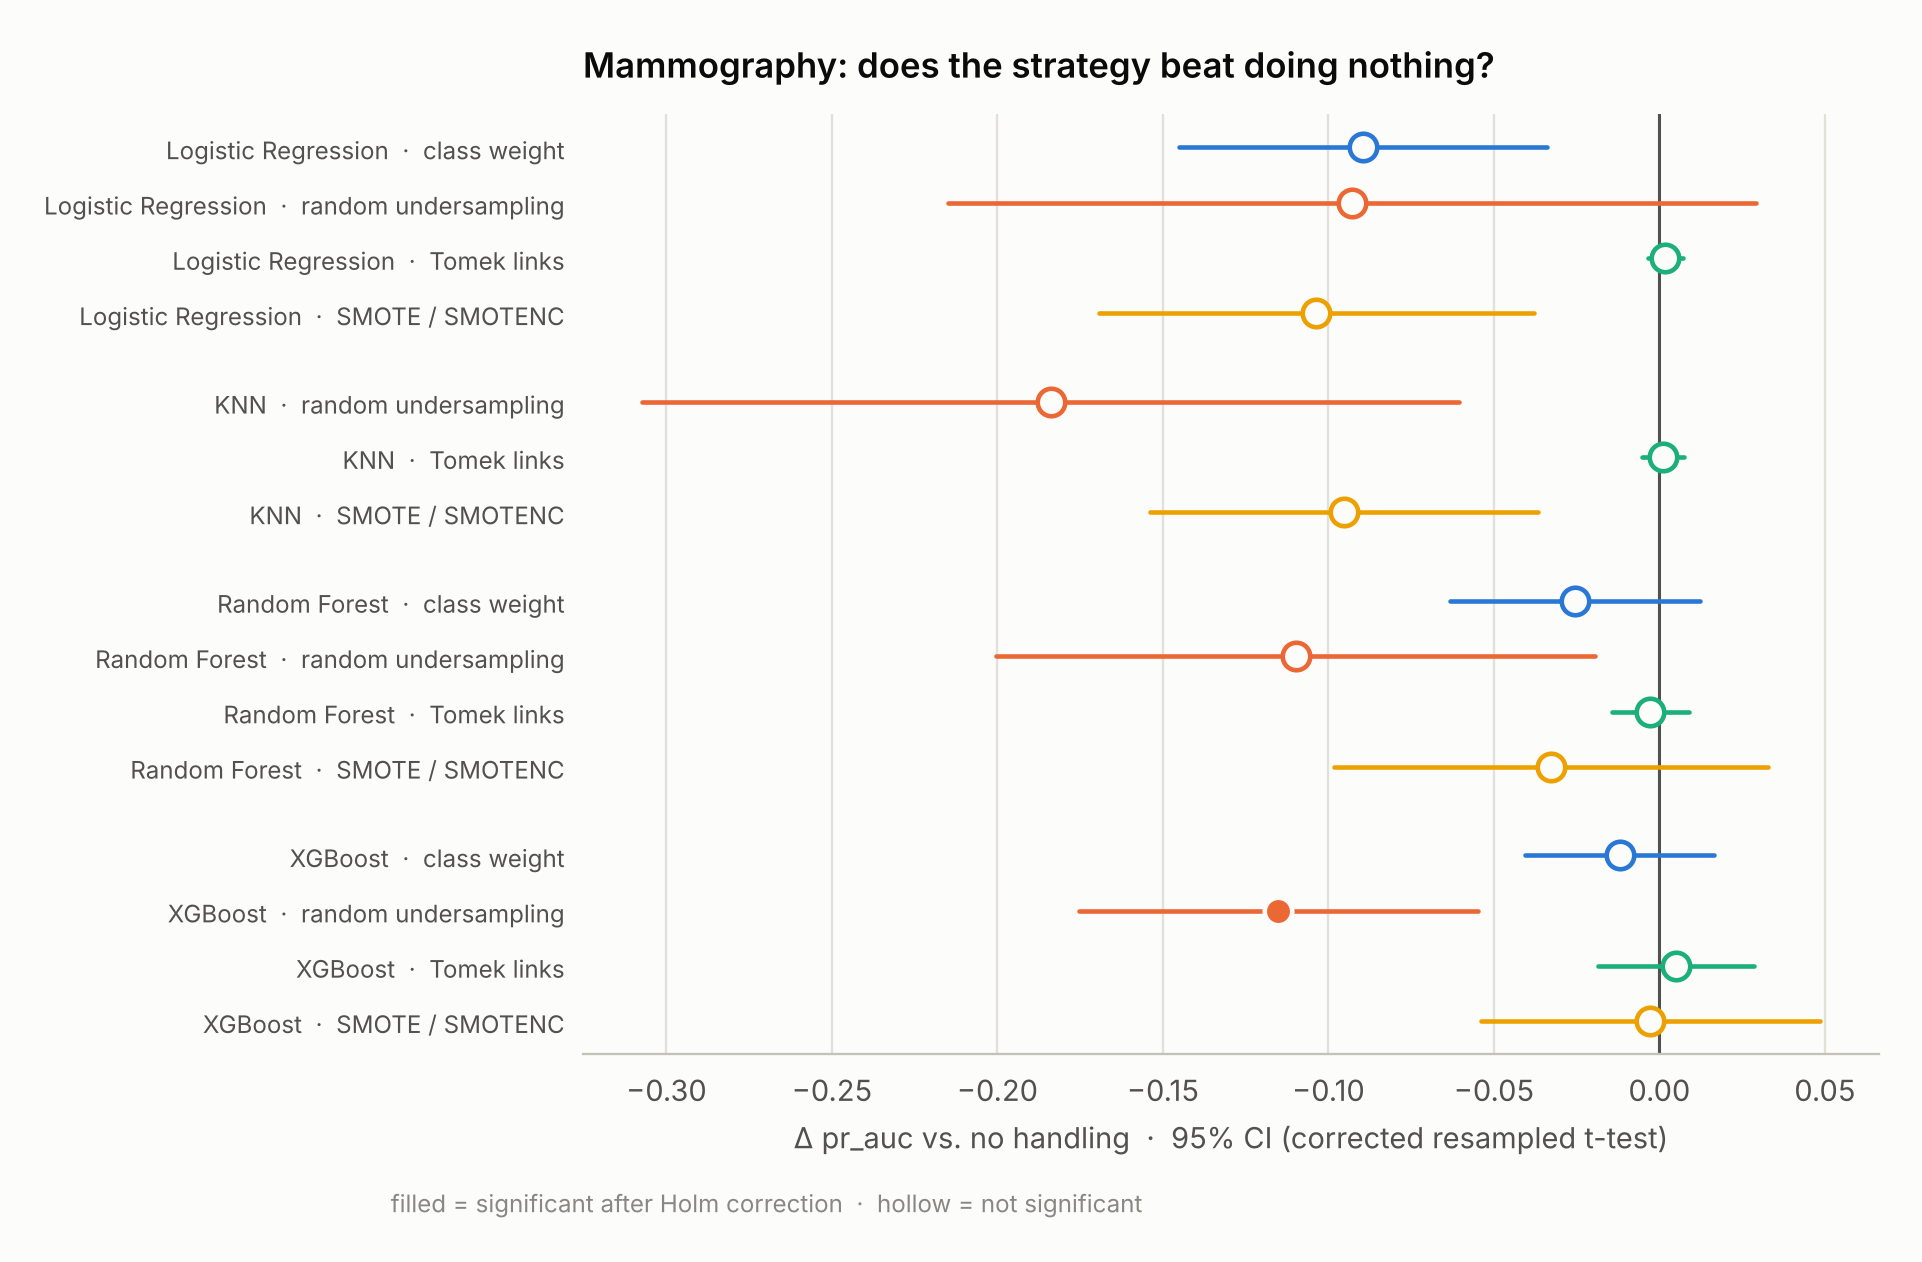 Mammography: does the strategy beat doing nothing?
Logistic Regression · class weight
Logistic Regression · random undersampling
Logistic Regression · Tomek links
Logistic Regression · SMOTE / SMOTENC
KNN · random undersampling
KNN · Tomek links
KNN · SMOTE / SMOTENC
Random Forest · class weight
Random Forest · random undersampling
Random Forest · Tomek links
Random Forest · SMOTE / SMOTENC
XGBoost · class weight
XGBoost · random undersampling
XGBoost · Tomek links
XGBoost · SMOTE / SMOTENC
−0.30 −0.25 −0.20 −0.15 −0.10 −0.05 0.00 0.05
Δ pr_auc vs. no handling · 95% CI (corrected resampled t-test)
filled = significant after Holm correction · hollow = not significant